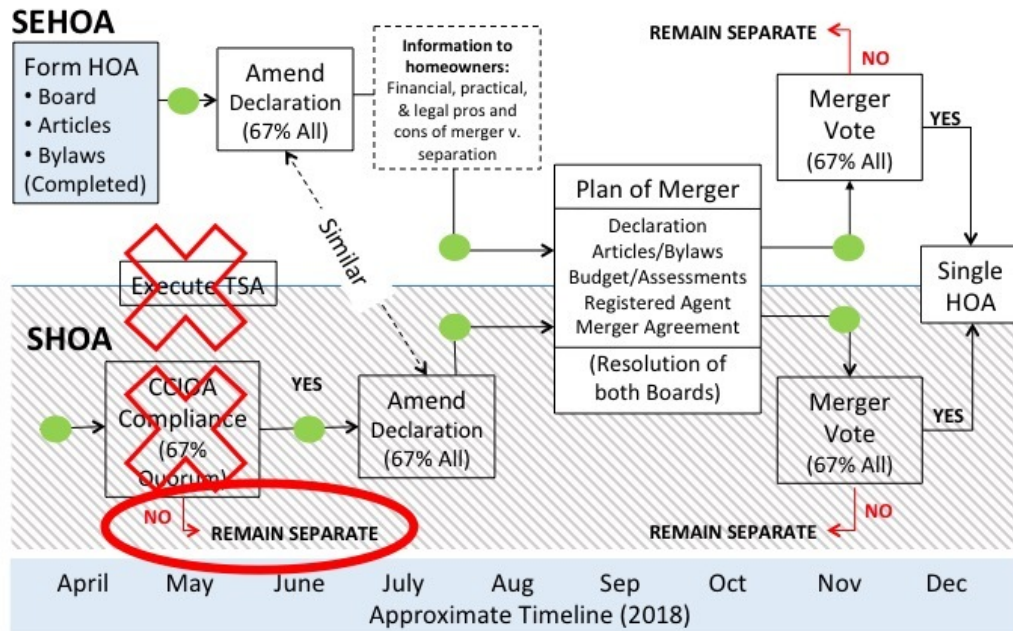 SEHOA
Form HOA
• Board
• Articles
• Bylaws
(Completed)
Amend
Declaration
(67% All)
Information to
homeowners:
Financial, practical,
& legal pros and
cons of merger v.
separation
REMAIN SEPARATE
NO
Merger
Vote
(67% All)
YES
Plan of Merger
Declaration
Articles/Bylaws
Budget/Assessments
Registered Agent
Merger Agreement
(Resolution of
both Boards)
Similar
Execute TSA
Single
HOA
SHOA
CCIOA
Compliance
(67%
Quorum)
YES
Amend
Declaration
(67% All)
Merger
Vote
(67% All)
YES
NO
REMAIN SEPARATE
NO
REMAIN SEPARATE
April May June July Aug Sep Oct Nov Dec
Approximate Timeline (2018)